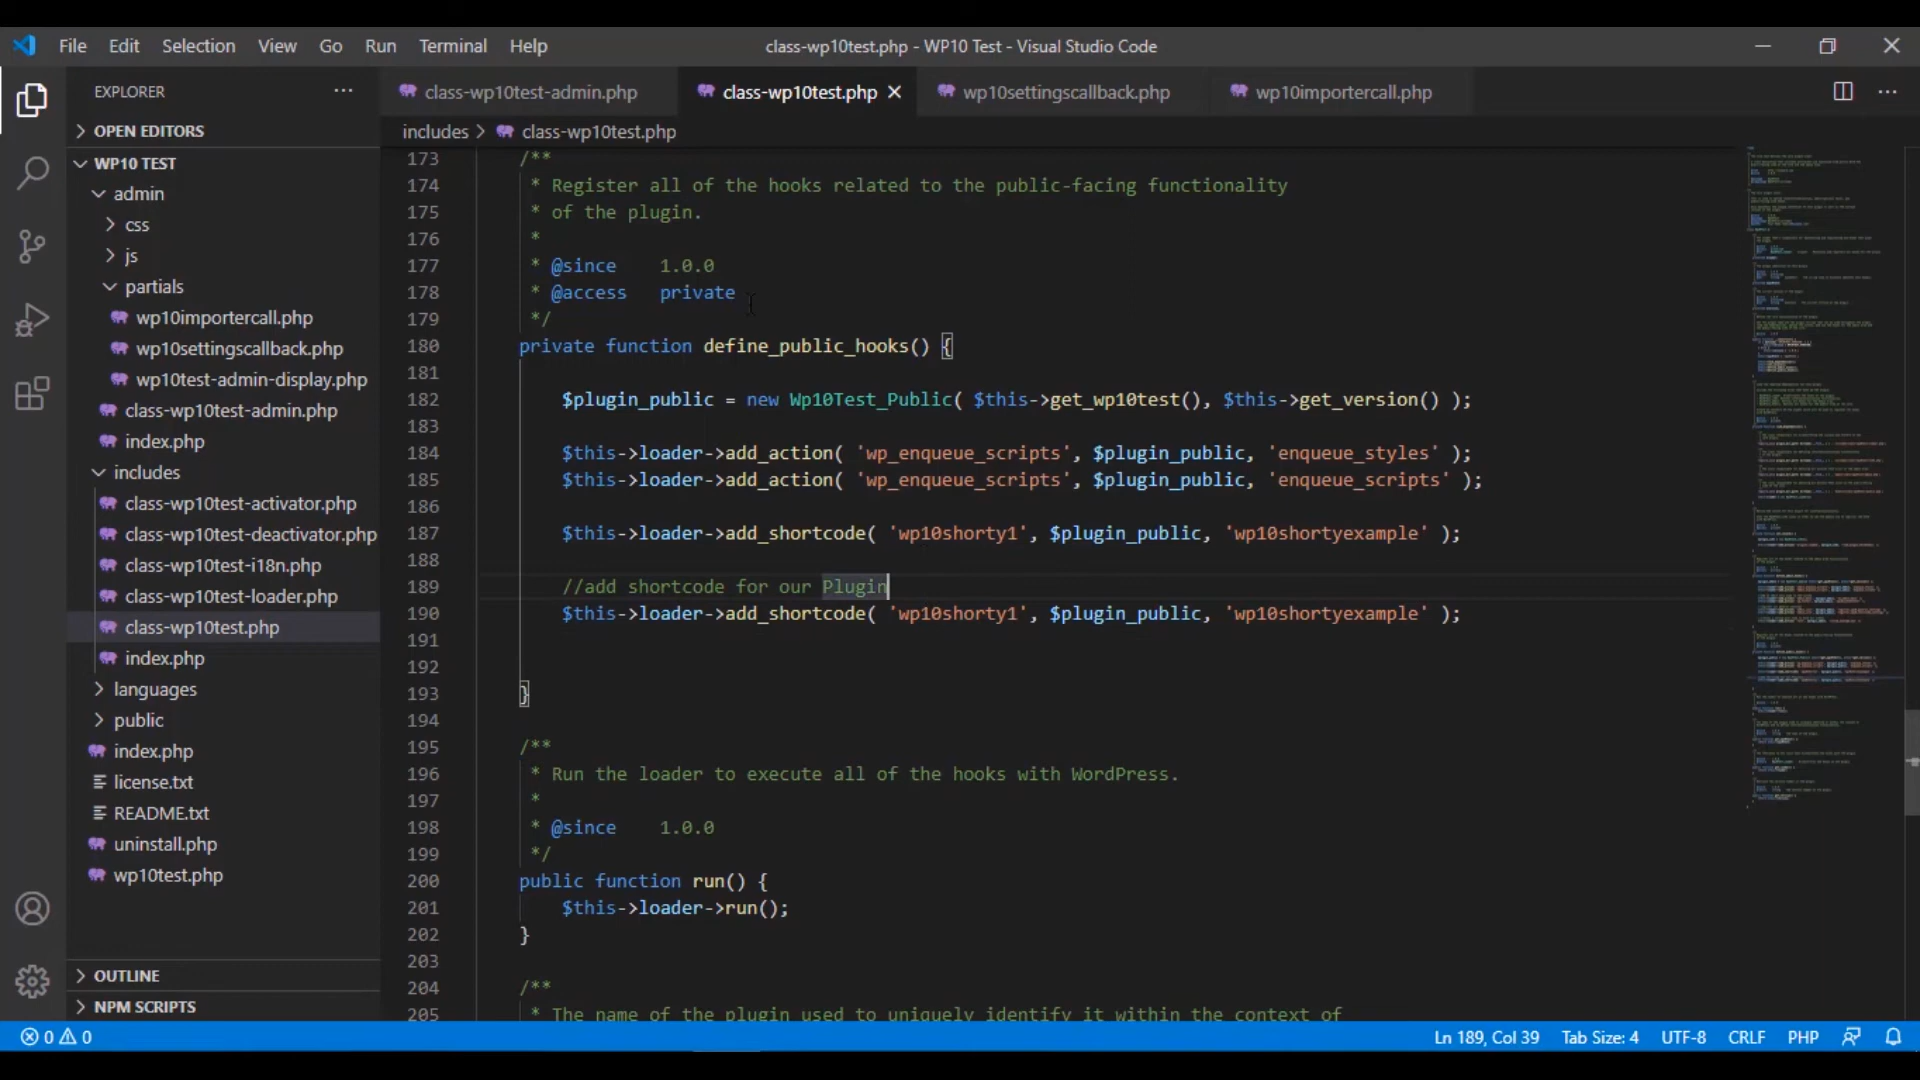 File Edit Selection View Go Run Terminal Help class-wp10test.php - WP10 Test - Visual Studio Code
EXPLORER
OPEN EDITORS
WP10 TEST
admin
css
js
partials
wp10importercall.php
wp10settingscallback.php
wp10test-admin-display.php
class-wp10test-admin.php
index.php
includes
class-wp10test-activator.php
class-wp10test-deactivator.php
class-wp10test-i18n.php
class-wp10test-loader.php
class-wp10test.php
index.php
languages
public
index.php
license.txt
README.txt
uninstall.php
wp10test.php
OUTLINE
NPM SCRIPTS
class-wp10test-admin.php class-wp10test.php wp10settingscallback.php wp10importercall.php
includes > class-wp10test.php
173 /**
174 * Register all of the hooks related to the public-facing functionality
175 * of the plugin.
176 *
177 * @since 1.0.0
178 * @access private
179 */
180 private function define_public_hooks() {
181
182 $plugin_public = new Wp10Test_Public( $this->get_wp10test(), $this->get_version() );
183
184 $this->loader->add_action( 'wp_enqueue_scripts', $plugin_public, 'enqueue_styles' );
185 $this->loader->add_action( 'wp_enqueue_scripts', $plugin_public, 'enqueue_scripts' );
186
187 $this->loader->add_shortcode( 'wp10shorty1', $plugin_public, 'wp10shortyexample' );
188
189 //add shortcode for our Plugin
190 $this->loader->add_shortcode( 'wp10shorty1', $plugin_public, 'wp10shortyexample' );
191
192
193 }
194
195 /**
196 * Run the loader to execute all of the hooks with WordPress.
197 *
198 * @since 1.0.0
199 */
200 public function run() {
201 $this->loader->run();
202 }
203
204 /**
205 * The name of the plugin used to uniquely identify it within the context of
0 0 Ln 189, Col 39 Tab Size: 4 UTF-8 CRLF PHP